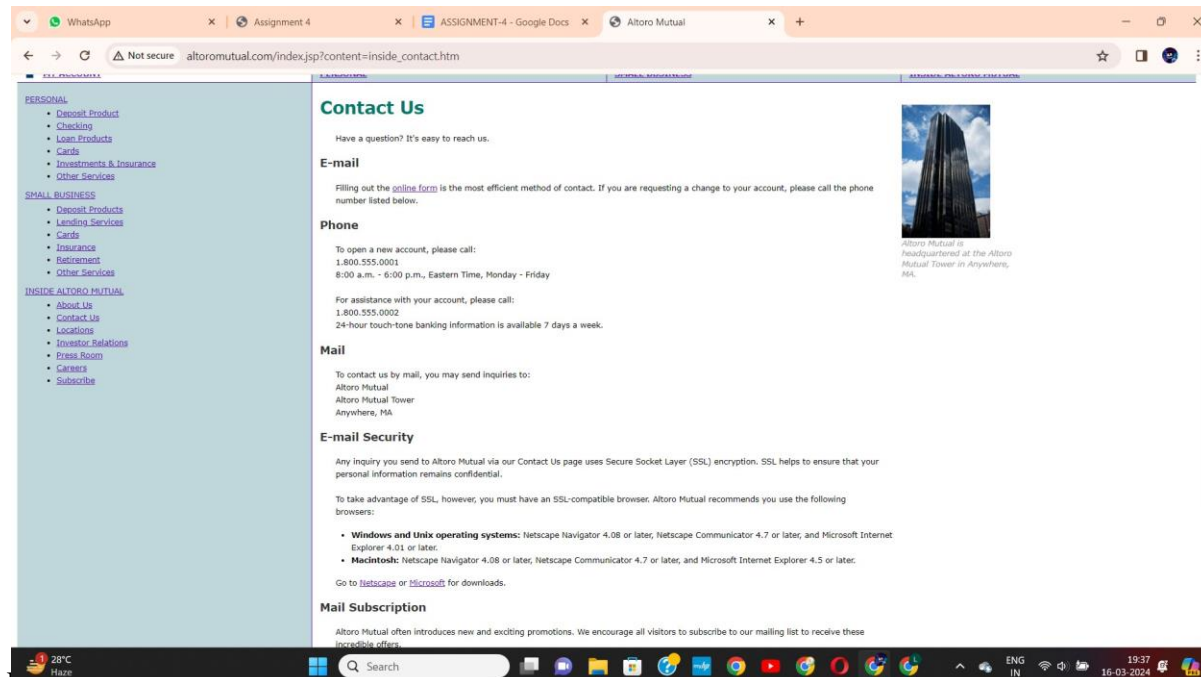 WhatsApp
Assignment 4
ASSIGNMENT-4 - Google Docs
Altoro Mutual
Not secure
altoromutual.com/index.jsp?content=inside_contact.htm
MY ACCOUNT
PERSONAL
SMALL BUSINESS
INSIDE ALTORO MUTUAL
PERSONAL
Deposit Product
Checking
Loan Products
Cards
Investments & Insurance
Other Services
SMALL BUSINESS
Deposit Products
Lending Services
Cards
Insurance
Retirement
Other Services
INSIDE ALTORO MUTUAL
About Us
Contact Us
Locations
Investor Relations
Press Room
Careers
Subscribe
Contact Us
Have a question? It's easy to reach us.
E-mail
Filling out the online form is the most efficient method of contact. If you are requesting a change to your account, please call the phone
number listed below.
Phone
To open a new account, please call:
1.800.555.0001
8:00 a.m. - 6:00 p.m., Eastern Time, Monday - Friday
For assistance with your account, please call:
1.800.555.0002
24-hour touch-tone banking information is available 7 days a week.
Mail
To contact us by mail, you may send inquiries to:
Altoro Mutual
Altoro Mutual Tower
Anywhere, MA
E-mail Security
Any inquiry you send to Altoro Mutual via our Contact Us page uses Secure Socket Layer (SSL) encryption. SSL helps to ensure that your
personal information remains confidential.
To take advantage of SSL, however, you must have an SSL-compatible browser. Altoro Mutual recommends you use the following
browsers:
Windows and Unix operating systems: Netscape Navigator 4.08 or later, Netscape Communicator 4.7 or later, and Microsoft Internet
Explorer 4.01 or later.
Macintosh: Netscape Navigator 4.08 or later, Netscape Communicator 4.7 or later, and Microsoft Internet Explorer 4.5 or later.
Go to Netscape or Microsoft for downloads.
Mail Subscription
Altoro Mutual often introduces new and exciting promotions. We encourage all visitors to subscribe to our mailing list to receive these
incredible offers.
Altoro Mutual is
headquartered at the Altoro
Mutual Tower in Anywhere,
MA.
1
28°C
Haze
Search
ENG
IN
19:37
16-03-2024